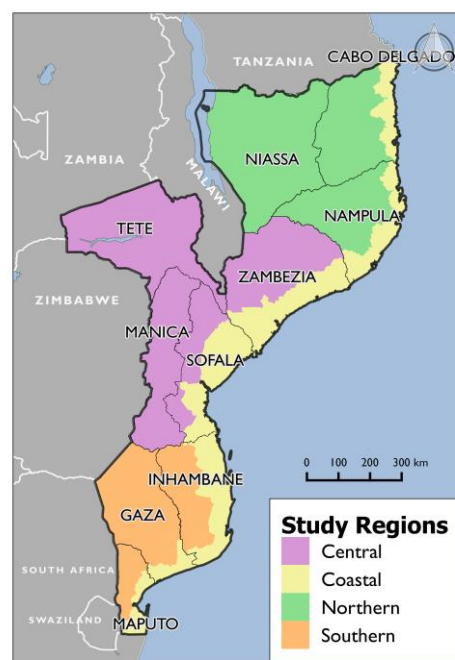 TANZANIA
CABO DELGADO
ZAMBIA
MALAWI
NIASSA
NAMPULA
TETE
ZAMBEZIA
ZIMBABWE
MANICA
SOFALA
INHAMBANE
GAZA
SOUTH AFRICA
SWAZILAND
MAPUTO
0 100 200 300 km
Study Regions
Central
Coastal
Northern
Southern